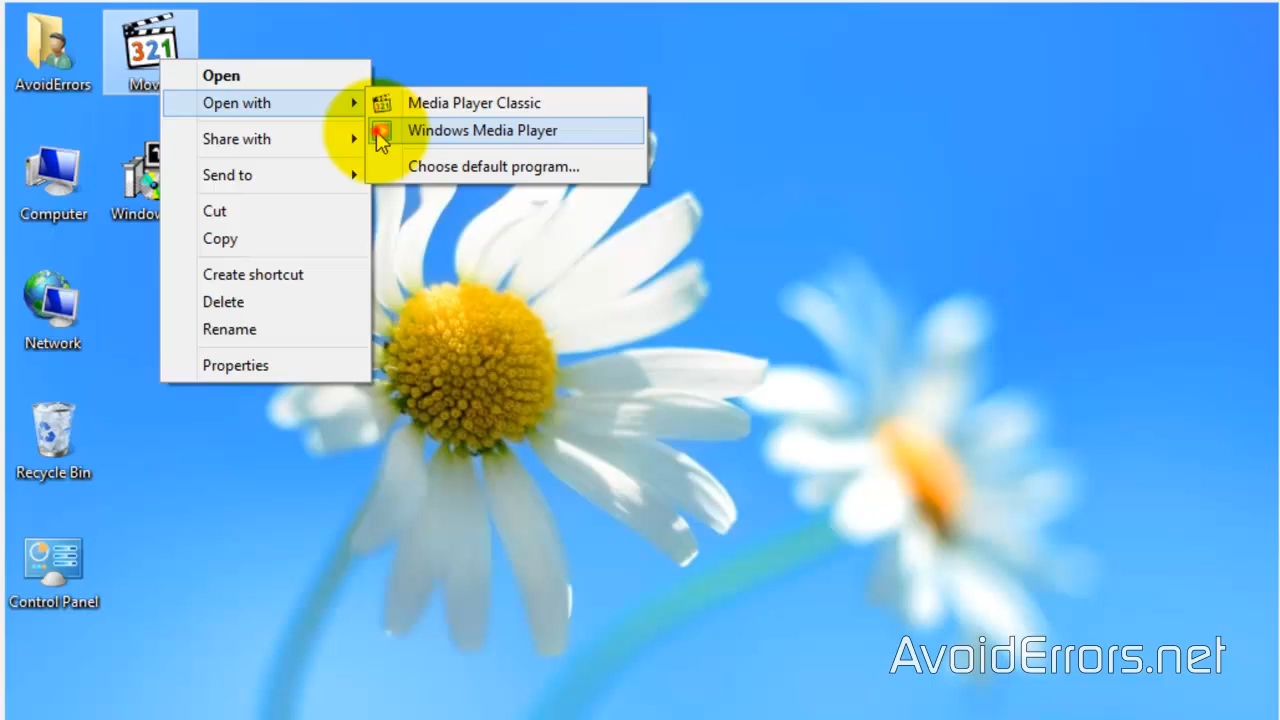 AvoidErrors
321
Mov
Open
Open with
Share with
Send to
Cut
Copy
Create shortcut
Delete
Rename
Properties
Media Player Classic
Windows Media Player
Choose default program...
Computer
Window
Network
Recycle Bin
Control Panel
AvoidErrors.net